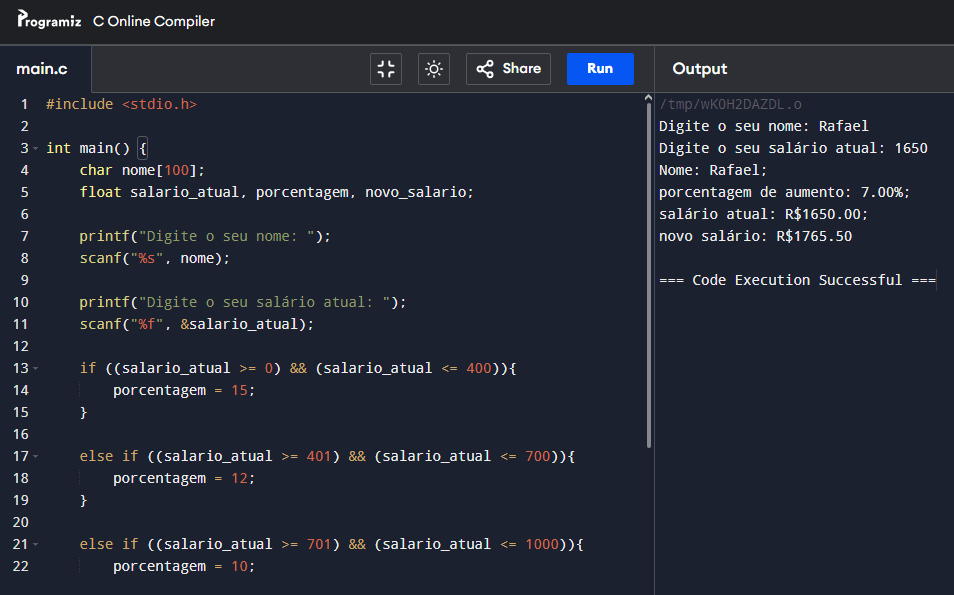 Programiz C Online Compiler
main.c Share Run Output
1 #include <stdio.h>
2
3 int main() {
4 char nome[100];
5 float salario_atual, porcentagem, novo_salario;
6
7 printf("Digite o seu nome: ");
8 scanf("%s", nome);
9
10 printf("Digite o seu salário atual: ");
11 scanf("%f", &salario_atual);
12
13 if ((salario_atual >= 0) && (salario_atual <= 400)){
14 porcentagem = 15;
15 }
16
17 else if ((salario_atual >= 401) && (salario_atual <= 700)){
18 porcentagem = 12;
19 }
20
21 else if ((salario_atual >= 701) && (salario_atual <= 1000)){
22 porcentagem = 10;
/tmp/wKOH2DAZDL.o
Digite o seu nome: Rafael
Digite o seu salário atual: 1650
Nome: Rafael;
porcentagem de aumento: 7.00%;
salário atual: R$1650.00;
novo salário: R$1765.50
=== Code Execution Successful ===